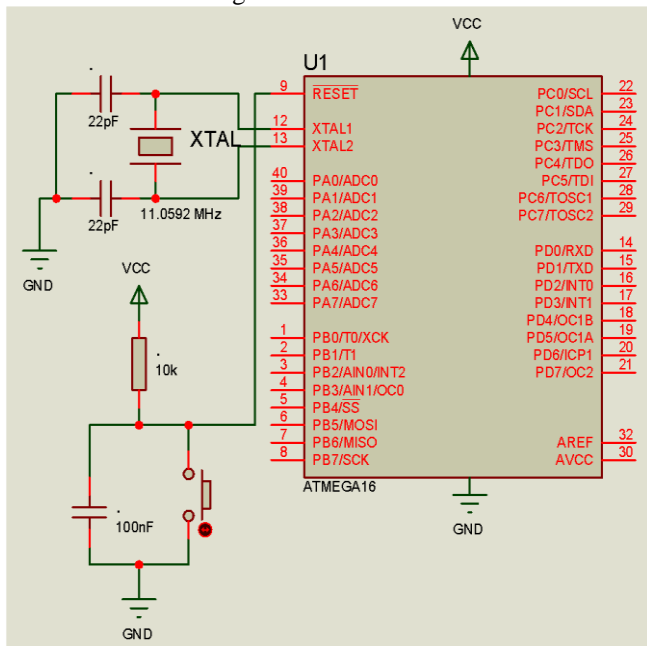 VCC
U1
22pF
XTAL
22pF
11.0592 MHz
GND
VCC
10k
100nF
GND
9 RESET
12 XTAL1
13 XTAL2
40 PA0/ADC0
39 PA1/ADC1
38 PA2/ADC2
37 PA3/ADC3
36 PA4/ADC4
35 PA5/ADC5
34 PA6/ADC6
33 PA7/ADC7
1 PB0/T0/XCK
2 PB1/T1
3 PB2/AIN0/INT2
4 PB3/AIN1/OC0
5 PB4/SS
6 PB5/MOSI
7 PB6/MISO
8 PB7/SCK
PC0/SCL 22
PC1/SDA 23
PC2/TCK 24
PC3/TMS 25
PC4/TDO 26
PC5/TDI 27
PC6/TOSC1 28
PC7/TOSC2 29
PD0/RXD 14
PD1/TXD 15
PD2/INT0 16
PD3/INT1 17
PD4/OC1B 18
PD5/OC1A 19
PD6/ICP1 20
PD7/OC2 21
AREF 32
AVCC 30
ATMEGA16
GND